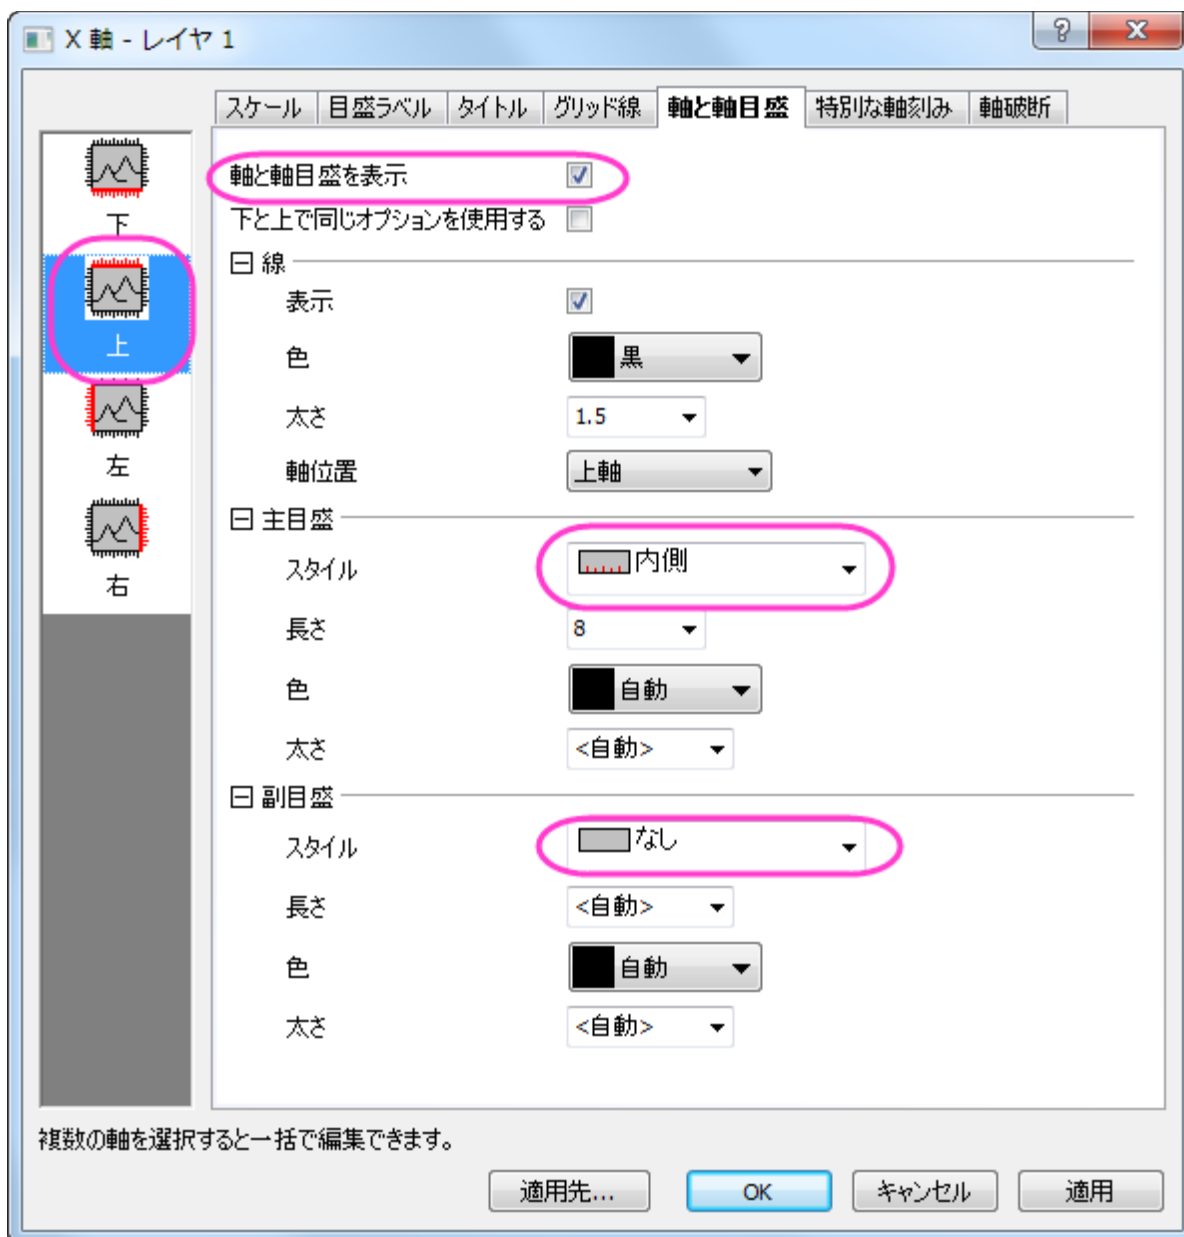 X 軸 - レイヤ 1
スケール 目盛ラベル タイトル グリッド線 軸と軸目盛 特別な軸刻み 軸破断
下
上
左
右
軸と軸目盛を表示
下と上で同じオプションを使用する
線
表示
色 黒
太さ 1.5
軸位置 上軸
主目盛
スタイル 内側
長さ 8
色 自動
太さ <自動>
副目盛
スタイル なし
長さ <自動>
色 自動
太さ <自動>
複数の軸を選択すると一括で編集できます。
適用先... OK キャンセル 適用